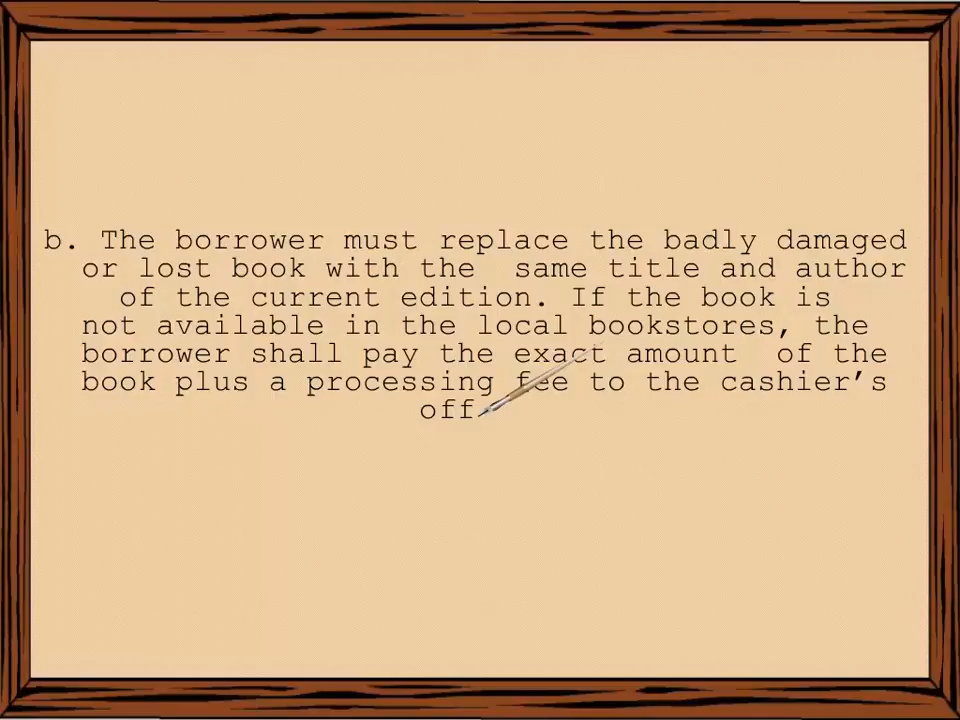 b. The borrower must replace the badly damaged
or lost book with the  same title and author
of the current edition. If the book is
not available in the local bookstores, the
borrower shall pay the exact amount  of the
book plus a processing fee to the cashier’s
off